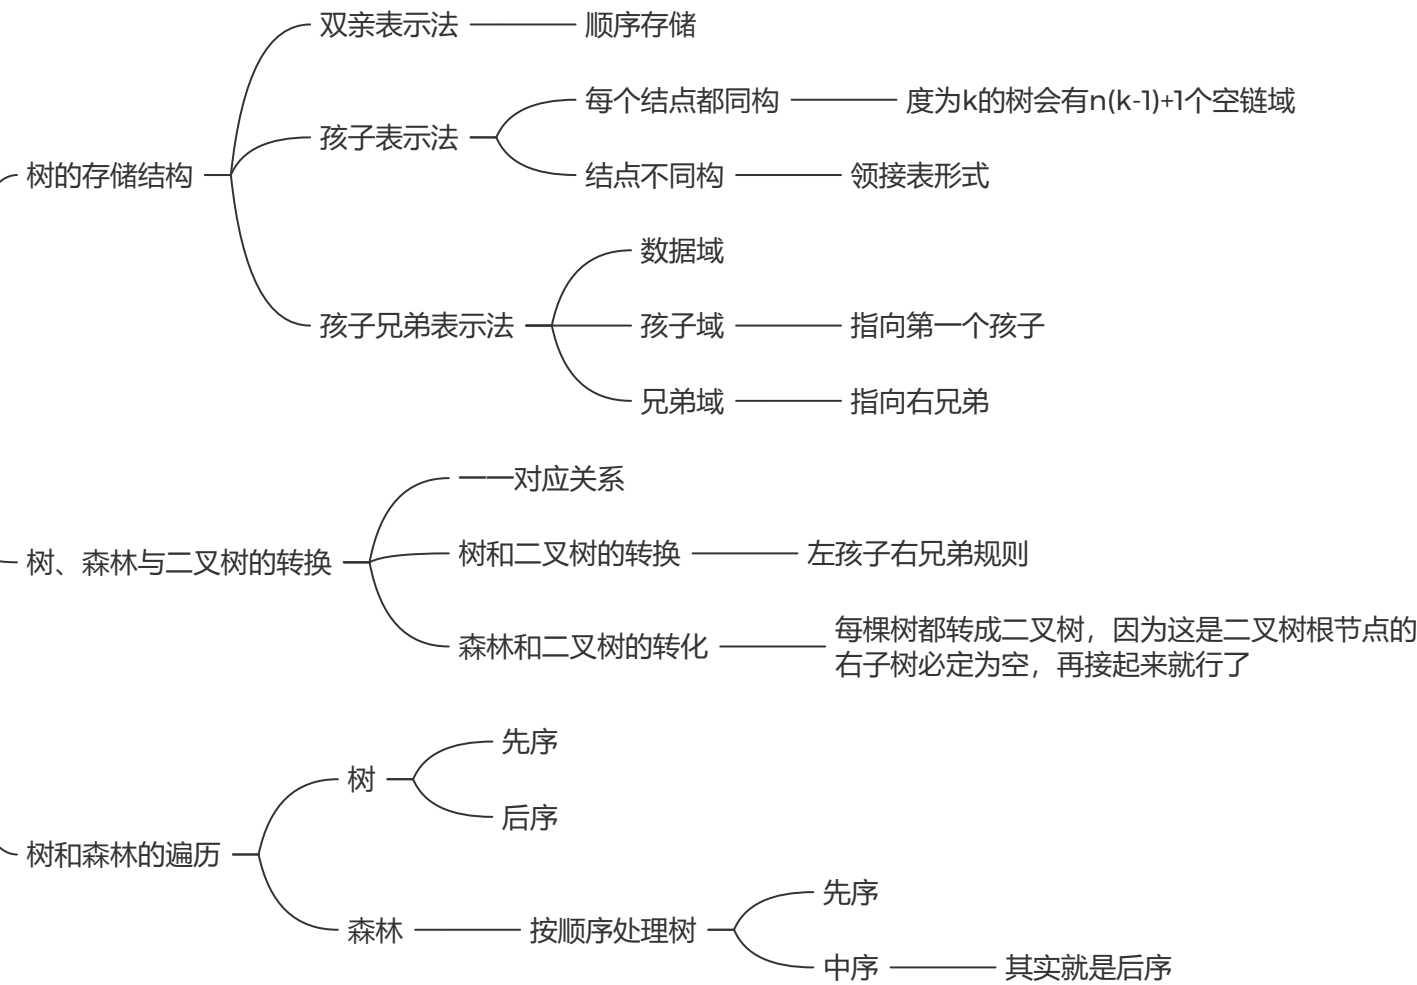 双亲表示法
顺序存储
每个结点都同构
度为k的树会有n(k-1)+1个空链域
孩子表示法
树的存储结构
结点不同构
领接表形式
数据域
孩子兄弟表示法
孩子域
指向第一个孩子
兄弟域
指向右兄弟
一一对应关系
树和二叉树的转换
左孩子右兄弟规则
树、森林与二叉树的转换
森林和二叉树的转化
每棵树都转成二叉树，因为这是二叉树根节点的
右子树必定为空，再接起来就行了
先序
树
后序
树和森林的遍历
先序
森林
按顺序处理树
中序
其实就是后序